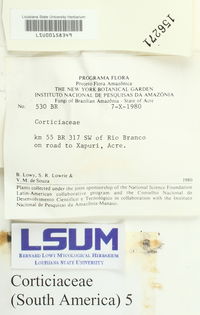 Louisiana State University Herbarium
LSU00158349
156271
PROGRAMA FLORA
Projeto Flora Amazônica
THE NEW YORK BOTANICAL GARDEN
INSTITUTO NACIONAL DE PESQUISAS DA AMAZÔNIA
Fungi of Brazilian Amazônia - State of Acre
No. 530 BR 7-X-1980
Corticiaceae
km 55 BR 317 SW of Rio Branco
on road to Xapuri, Acre.
B. Lowy, S. R. Lowrie &
V. M. de Souza 1980
Plants collected under the joint sponsorship of the National Science Foundation
Latin-American collaborative program and the Conselho Nacional de
Desenvolvimento Científico e Tecnológico in collaboration with the Instituto
Nacional de Pesquisas da Amazônia-Manaus.
LSUM
BERNARD LOWY MYCOLOGICAL HERBARIUM
LOUISIANA STATE UNIVERSITY
Corticiaceae
(South America) 5